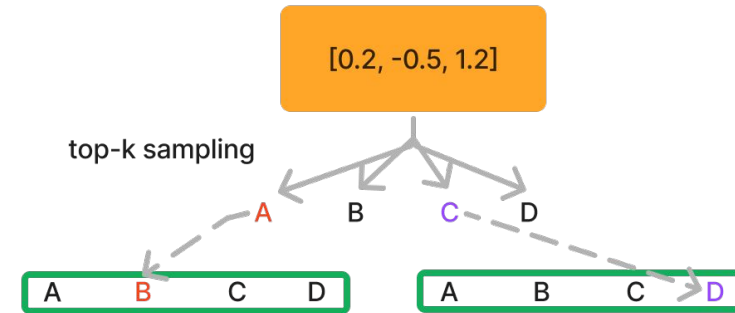 [0.2, -0.5, 1.2]
top-k sampling
A B C D
A B C D A B C D